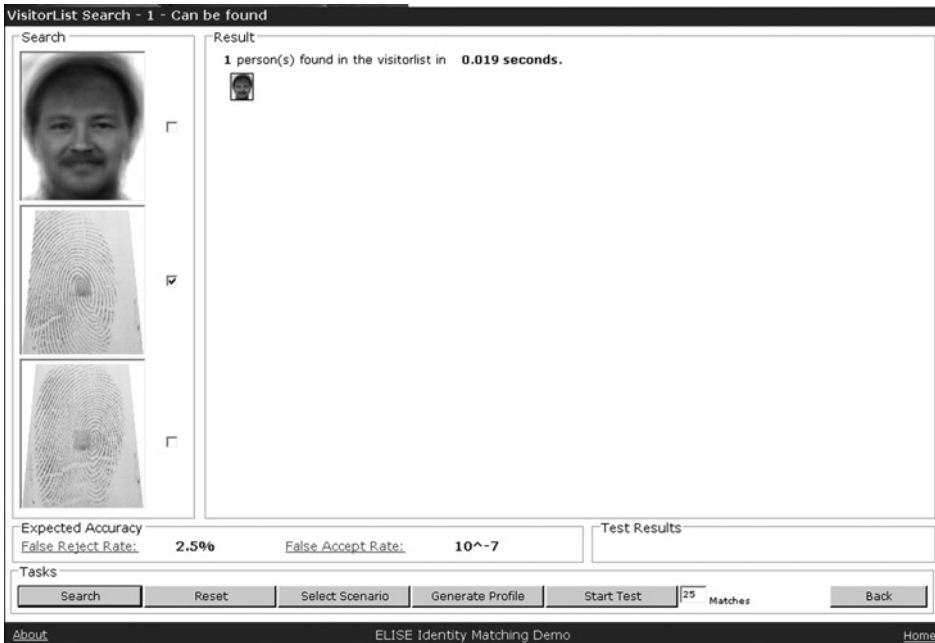 VisitorList Search - 1 - Can be found
Search
Result
1 person(s) found in the visitorlist in 0.019 seconds.
Expected Accuracy
False Reject Rate: 2.5% False Accept Rate: 10^-7
Test Results
Tasks
Search Reset Select Scenario Generate Profile Start Test 25 Matches Back
About ELISE Identity Matching Demo Home